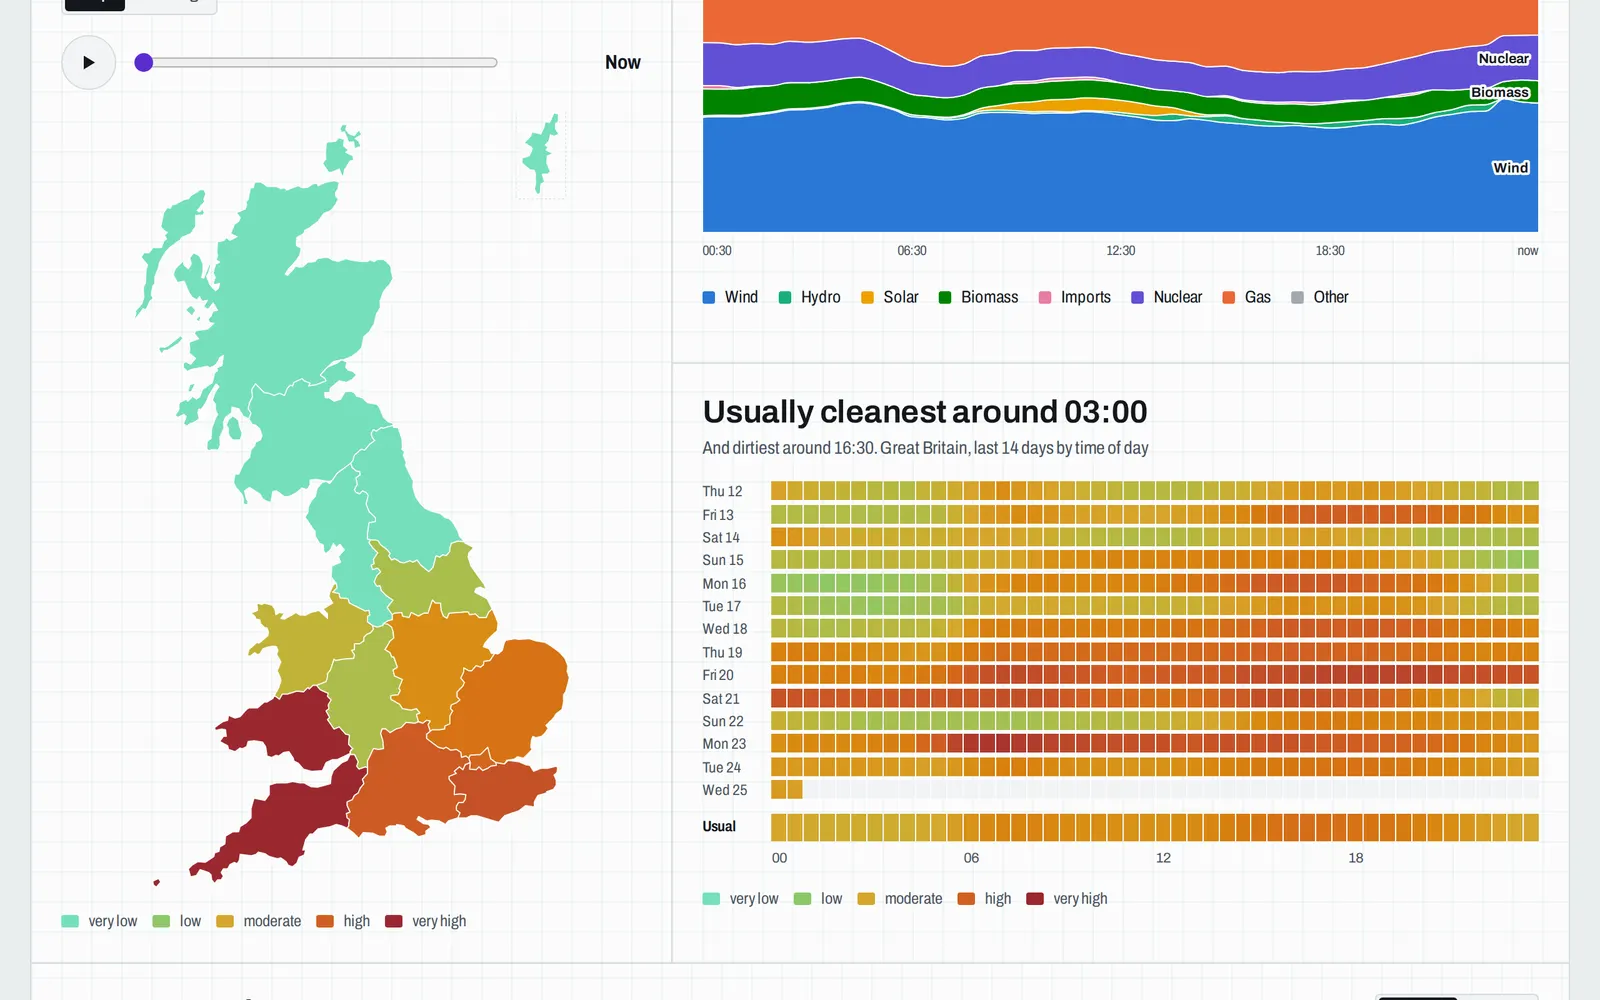 Now
very low low moderate high very high
Nuclear
Biomass
Wind
00:30 06:30 12:30 18:30 now
Wind Hydro Solar Biomass Imports Nuclear Gas Other
Usually cleanest around 03:00
And dirtiest around 16:30. Great Britain, last 14 days by time of day
Thu 12
Fri 13
Sat 14
Sun 15
Mon 16
Tue 17
Wed 18
Thu 19
Fri 20
Sat 21
Sun 22
Mon 23
Tue 24
Wed 25
Usual
00 06 12 18
very low low moderate high very high